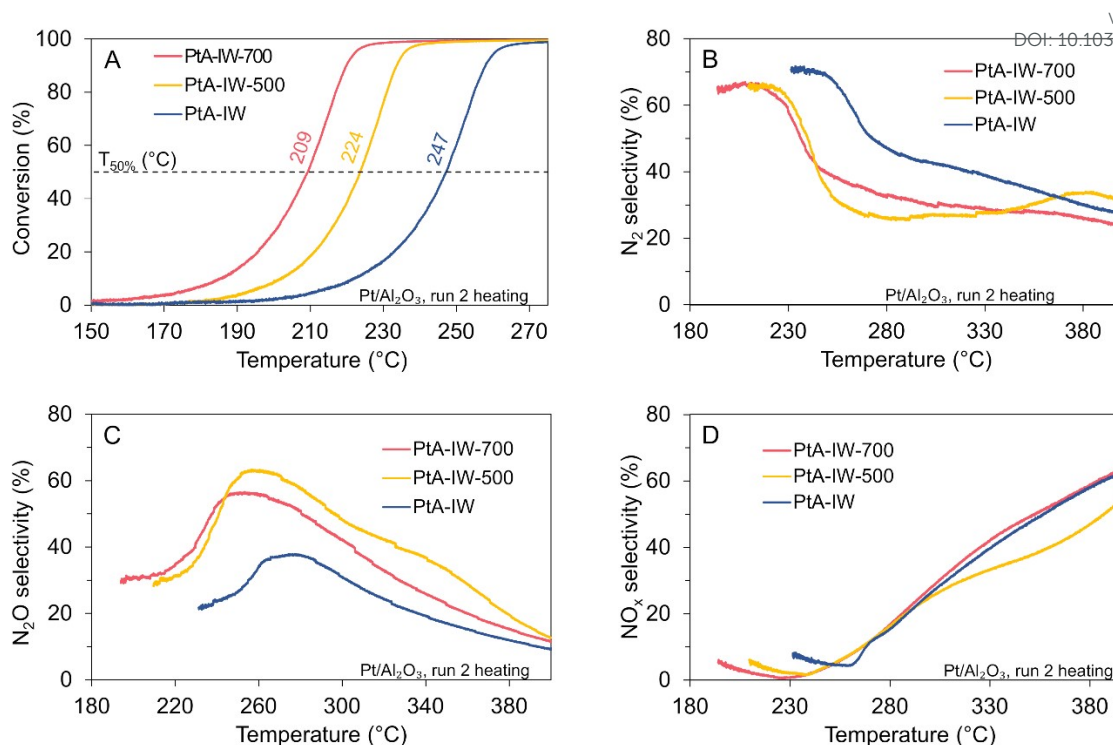 V
DOI: 10.103
A
PtA-IW-700
PtA-IW-500
PtA-IW
T50% (°C)
209
224
247
Conversion (%)
100
80
60
40
20
0
Pt/Al2O3, run 2 heating
150 170 190 210 230 250 270
Temperature (°C)
B
PtA-IW-700
PtA-IW-500
PtA-IW
N2 selectivity (%)
80
60
40
20
0
Pt/Al2O3, run 2 heating
180 230 280 330 380
Temperature (°C)
C
PtA-IW-700
PtA-IW-500
PtA-IW
N2O selectivity (%)
80
60
40
20
0
Pt/Al2O3, run 2 heating
180 220 260 300 340 380
Temperature (°C)
D
PtA-IW-700
PtA-IW-500
PtA-IW
NOx selectivity (%)
80
60
40
20
0
Pt/Al2O3, run 2 heating
180 230 280 330 380
Temperature (°C)